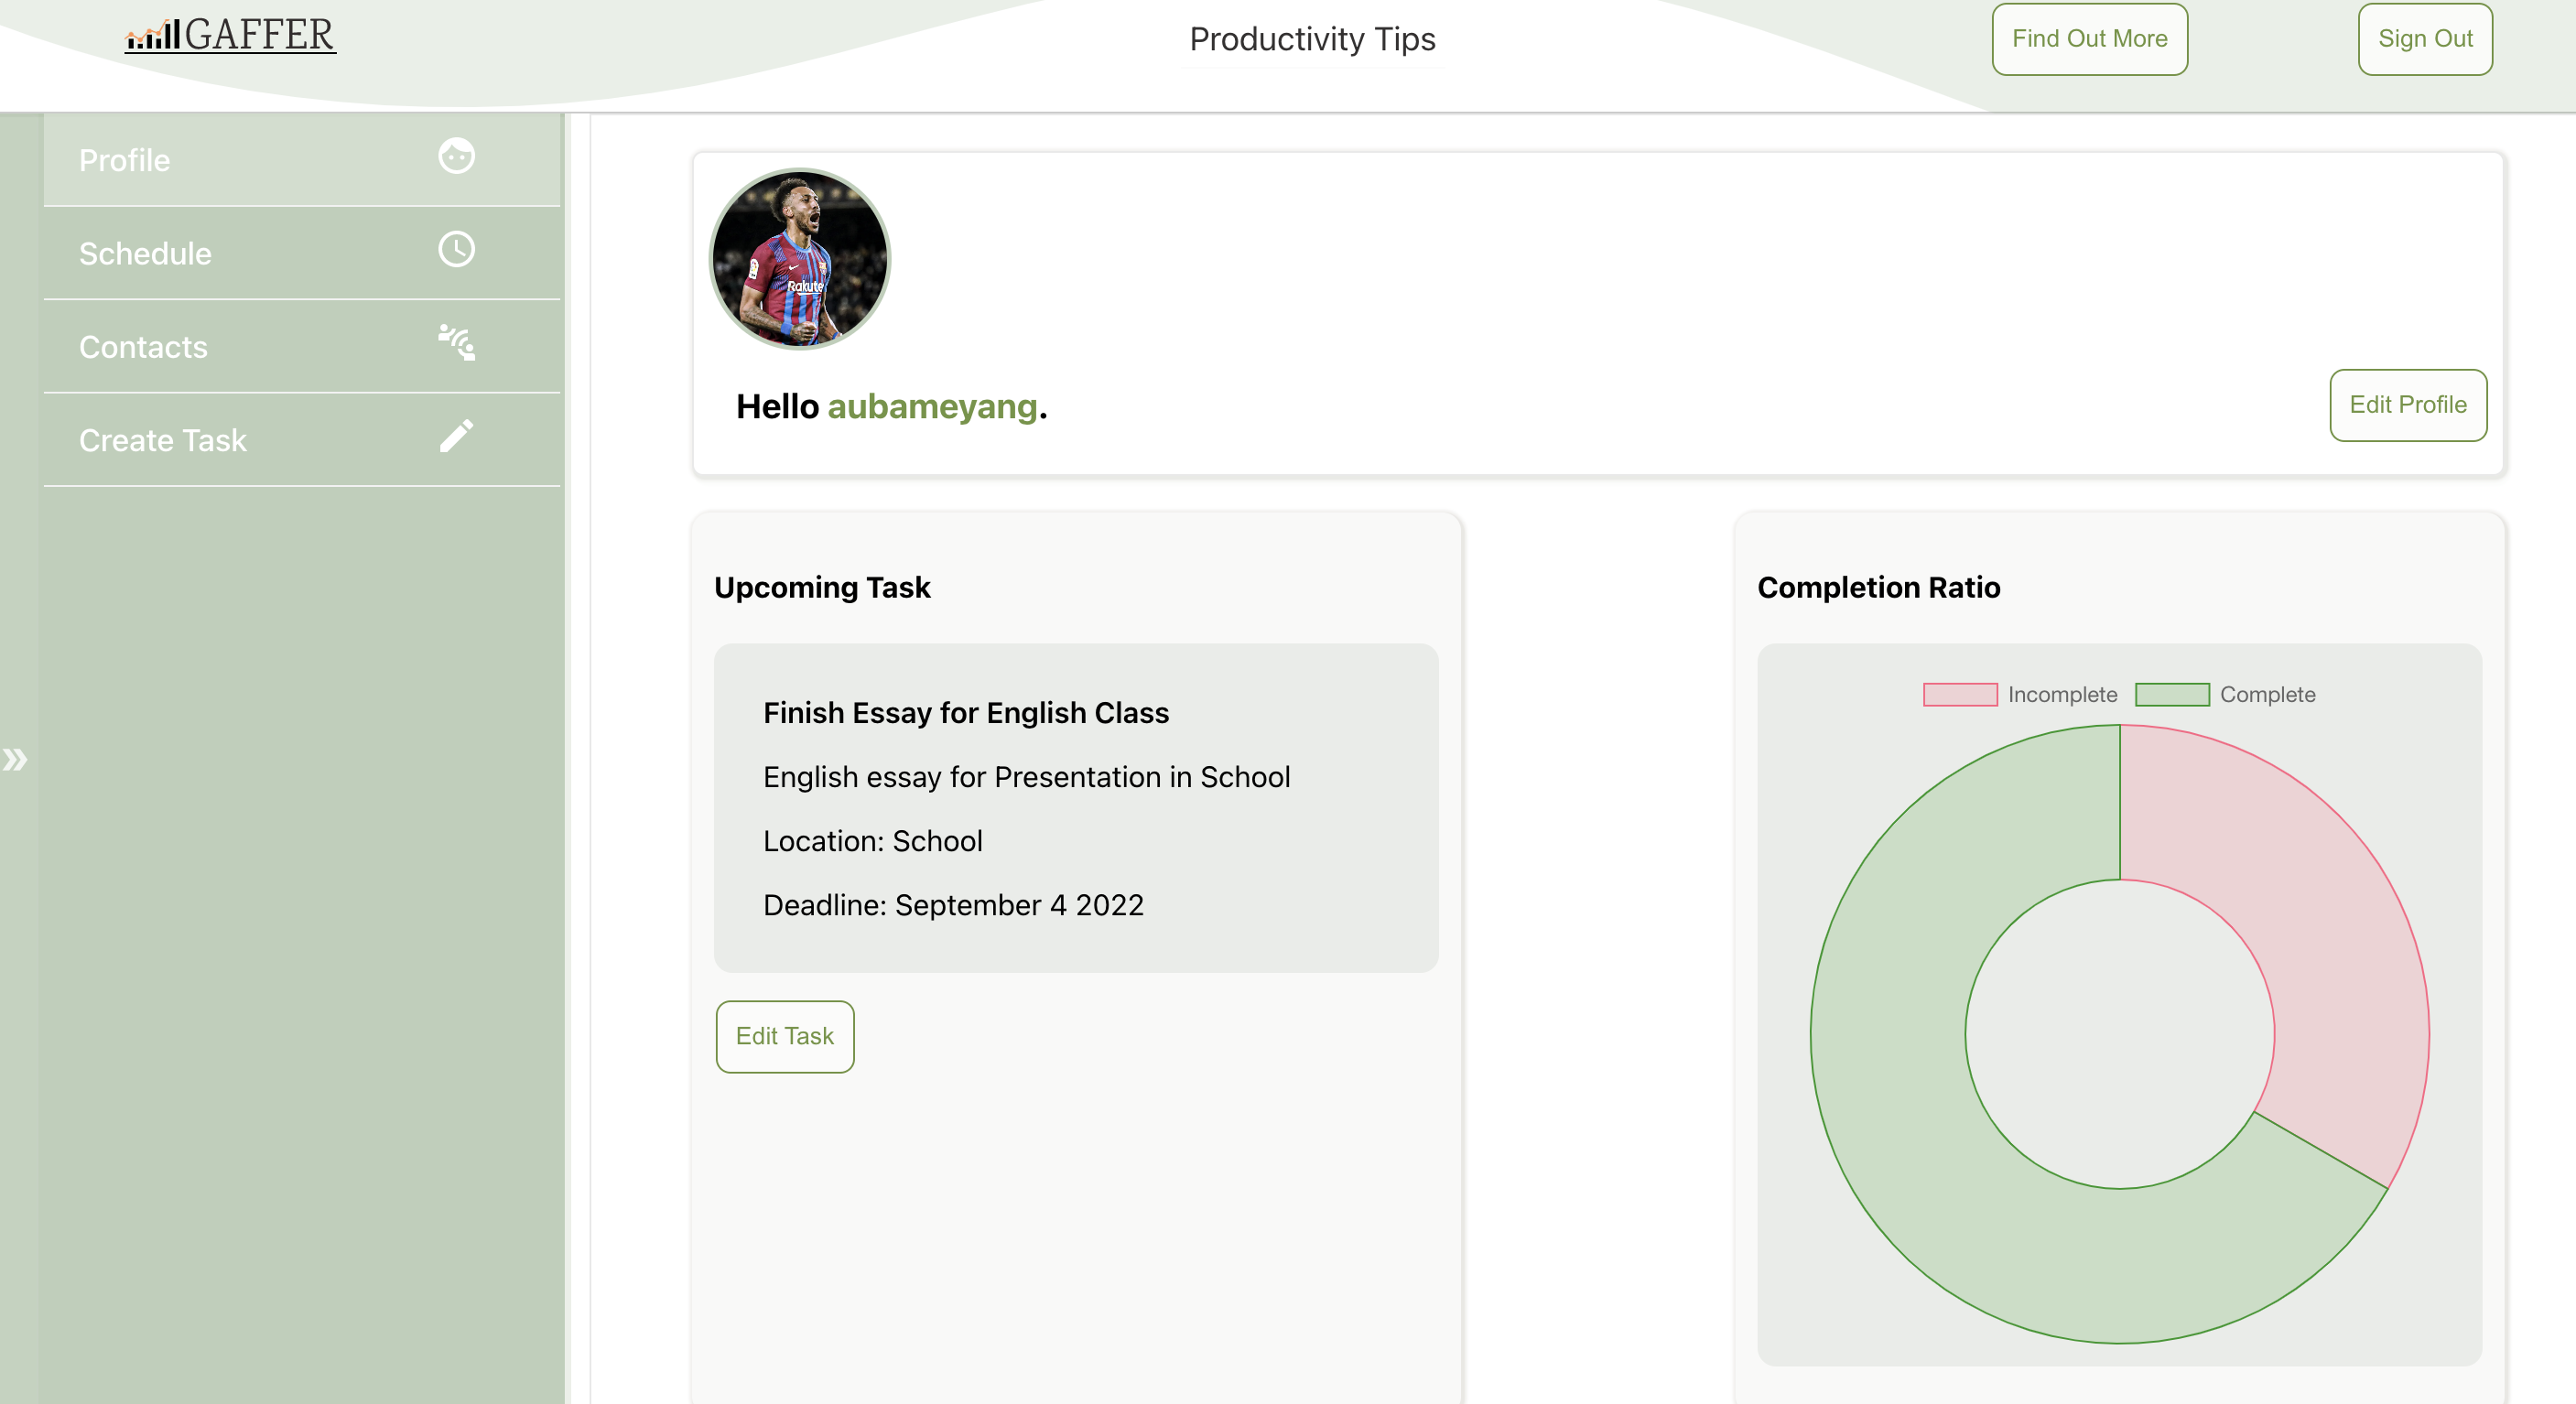 GAFFER
Productivity Tips
Find Out More
Sign Out
Profile
Schedule
Contacts
Create Task
Rakute
Hello aubameyang.
Edit Profile
Upcoming Task
Finish Essay for English Class
English essay for Presentation in School
Location: School
Deadline: September 4 2022
Edit Task
Completion Ratio
Incomplete
Complete